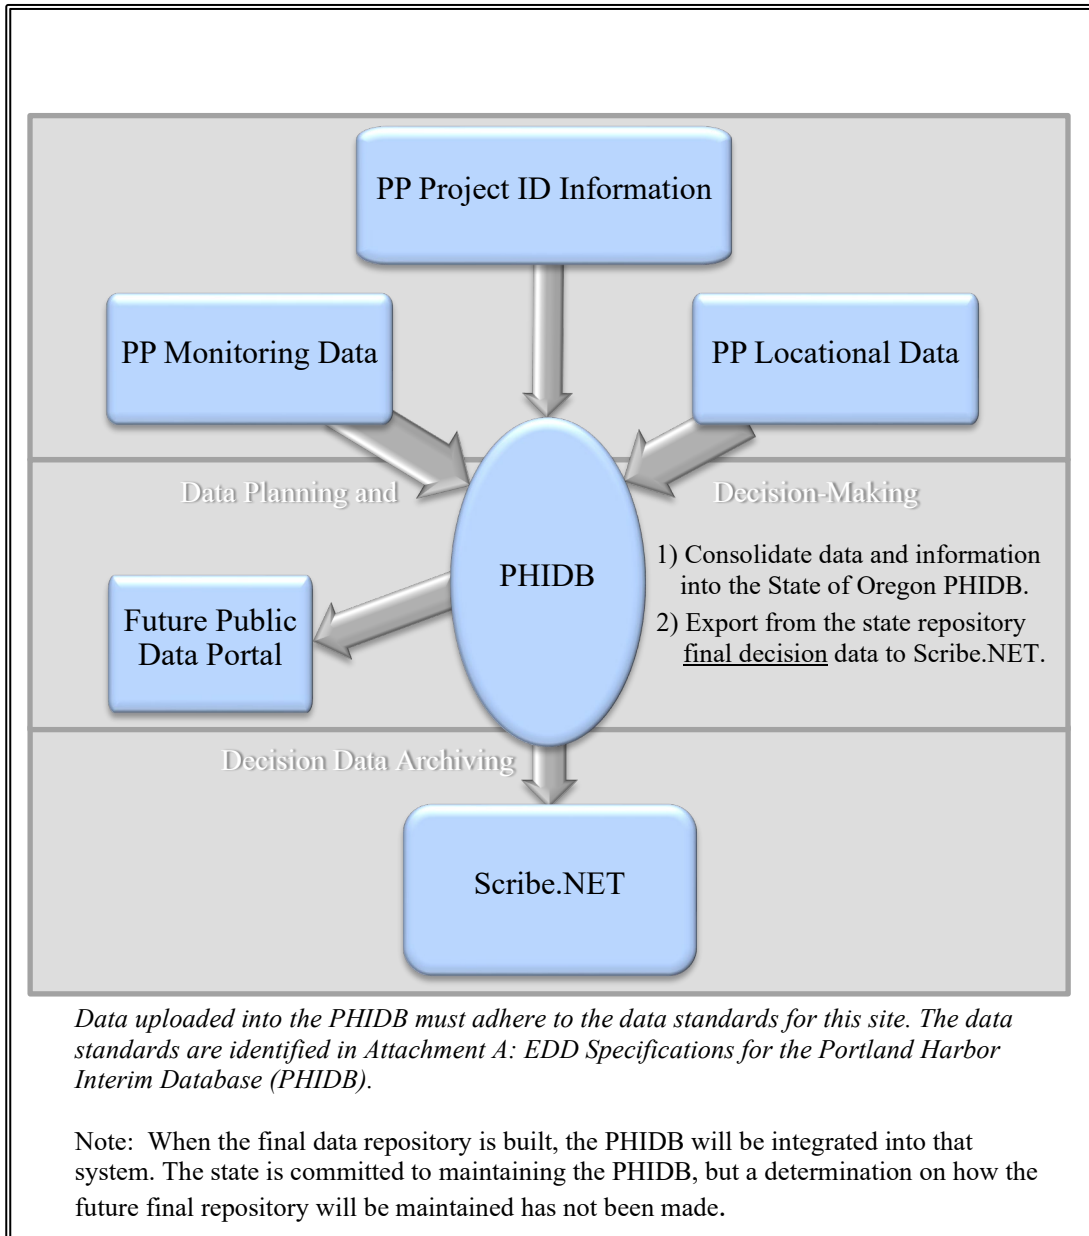 PP Project ID Information
PP Monitoring Data
PP Locational Data
Data Planning and
Decision-Making
PHIDB
1) Consolidate data and information
into the State of Oregon PHIDB.
2) Export from the state repository
final decision data to Scribe.NET.
Future Public
Data Portal
Decision Data Archiving
Scribe.NET
Data uploaded into the PHIDB must adhere to the data standards for this site. The data
standards are identified in Attachment A: EDD Specifications for the Portland Harbor
Interim Database (PHIDB).
Note:  When the final data repository is built, the PHIDB will be integrated into that
system. The state is committed to maintaining the PHIDB, but a determination on how the
future final repository will be maintained has not been made.